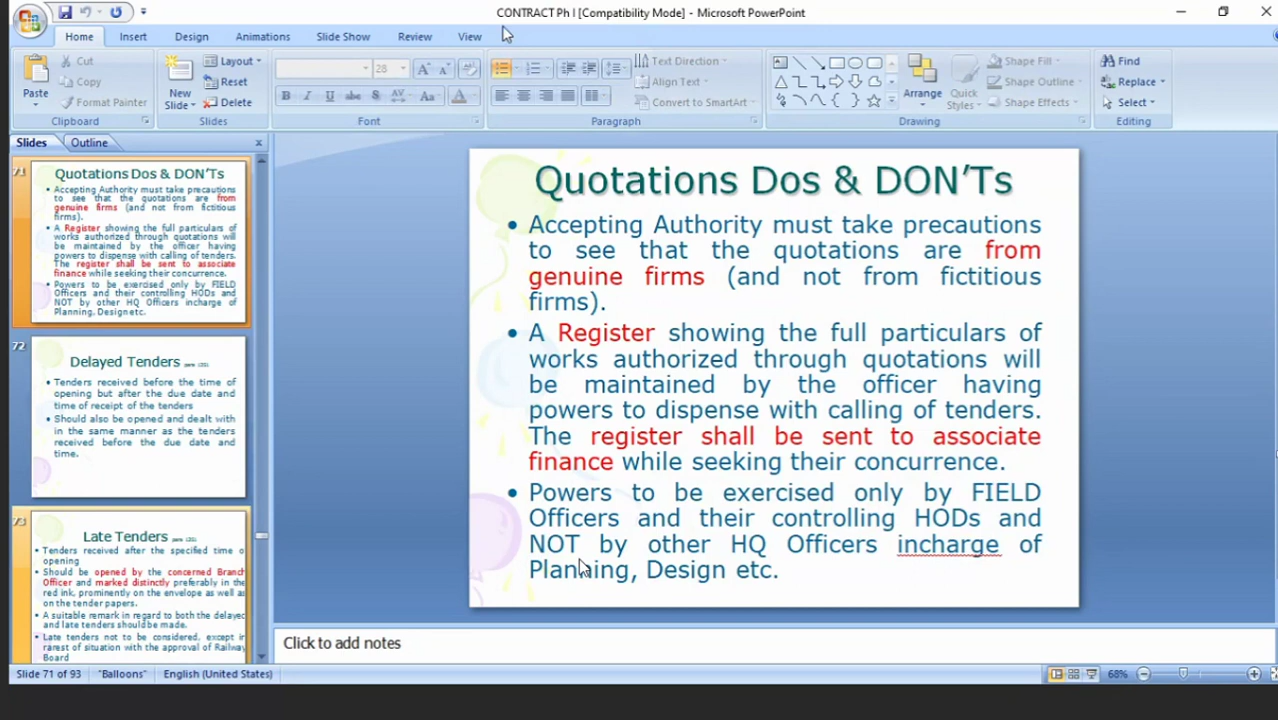 CONTRACT Ph I [Compatibility Mode] - Microsoft PowerPoint
Home Insert Design Animations Slide Show Review View
Paste
Cut
Copy
Format Painter
Clipboard
New
Slide
Layout
Reset
Delete
Slides
28
B I U abc S AV Aa A
Font
Text Direction
Align Text
Convert to SmartArt
Paragraph
Arrange
Quick
Styles
Shape Fill
Shape Outline
Shape Effects
Drawing
Find
Replace
Select
Editing
Slides Outline
71
Quotations Dos & DON'Ts
• Accepting Authority must take precautions
to see that the quotations are from
genuine firms (and not from fictitious
firms).
• A Register showing the full particulars of
works authorized through quotations will
be maintained by the officer having
powers to dispense with calling of tenders.
The register shall be sent to associate
finance while seeking their concurrence.
• Powers to be exercised only by FIELD
Officers and their controlling HODs and
NOT by other HQ Officers incharge of
Planning, Design etc.
72
Delayed Tenders
• Tenders received before the time of
opening but after the due date and
time of receipt of the tenders
• Should also be opened and dealt with
in the same manner as the tenders
received before the due date and
time.
73
Late Tenders
• Tenders received after the specified time o
opening
• Should be opened by the concerned Branch
Officer and marked distinctly preferably in the
red ink, prominently on the envelope as well as
on the tender papers.
• A suitable remark in regard to both the delayed
and late tenders should be made.
• Late tenders not to be considered, except in
rarest of situation with the approval of Railway
Board
Quotations Dos & DON'Ts
• Accepting Authority must take precautions
to see that the quotations are from
genuine firms (and not from fictitious
firms).
• A Register showing the full particulars of
works authorized through quotations will
be maintained by the officer having
powers to dispense with calling of tenders.
The register shall be sent to associate
finance while seeking their concurrence.
• Powers to be exercised only by FIELD
Officers and their controlling HODs and
NOT by other HQ Officers incharge of
Planning, Design etc.
Click to add notes
Slide 71 of 93 "Balloons" English (United States) 68%